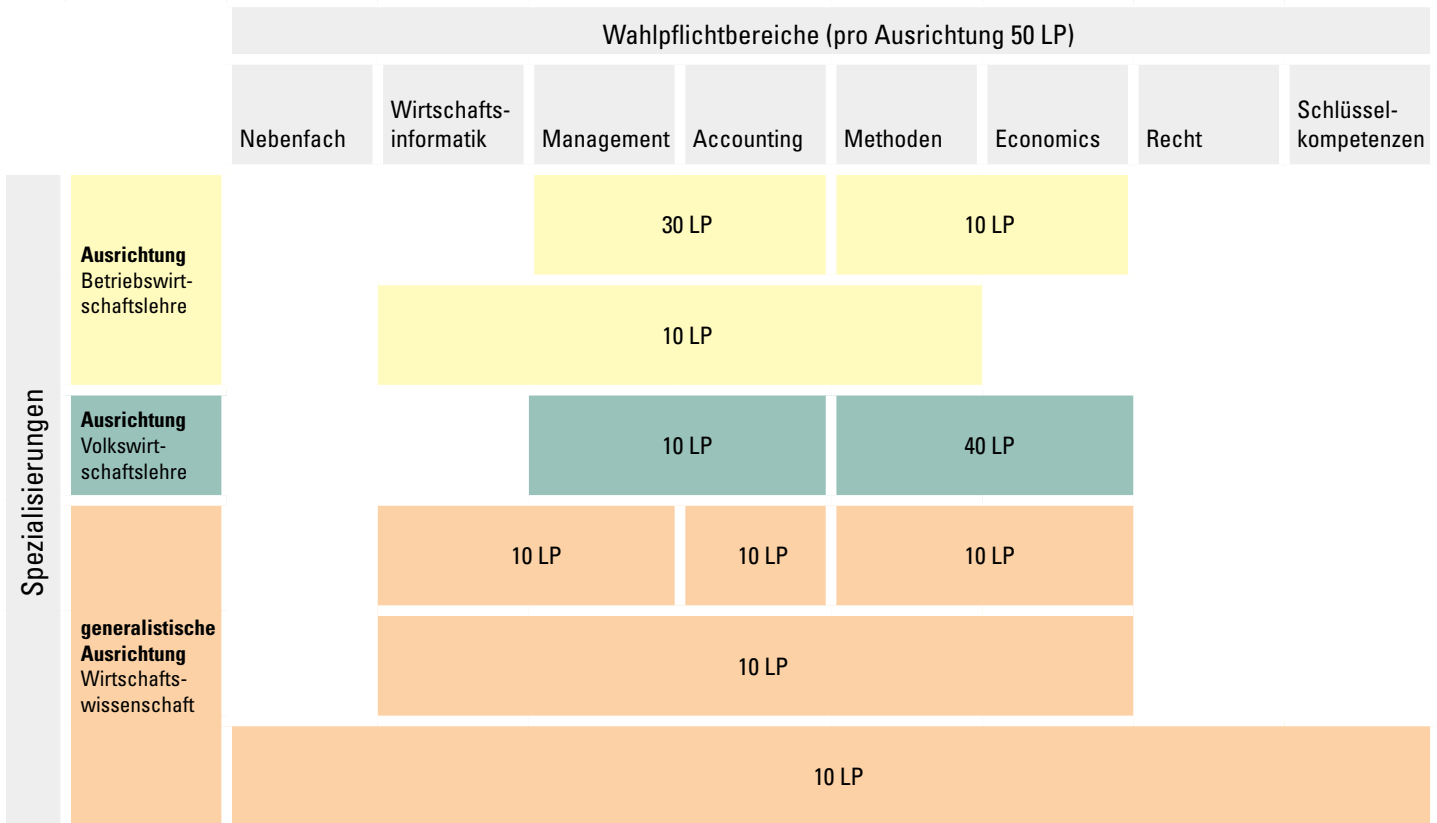 Wahlpflichtbereiche (pro Ausrichtung 50 LP)
Nebenfach
Wirtschafts-
informatik
Management
Accounting
Methoden
Economics
Recht
Schlüssel-
kompetenzen
Spezialisierungen
Ausrichtung
Betriebswirt-
schaftslehre
30 LP
10 LP
10 LP
Ausrichtung
Volkswirt-
schaftslehre
10 LP
40 LP
generalistische
Ausrichtung
Wirtschafts-
wissenschaft
10 LP
10 LP
10 LP
10 LP
10 LP